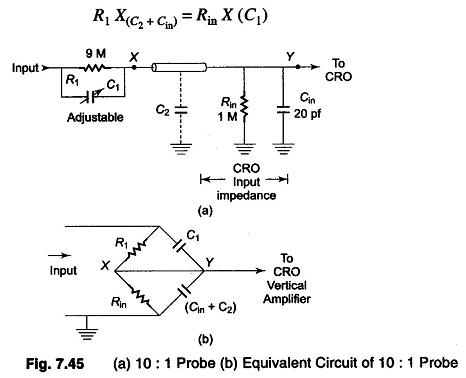 R₁ X(C₂ + Cin) = Rin X (C₁)
9 M
X
Y
Input
To
CRO
R₁
C₁
Adjustable
C₂
Rin
1 M
Cin
20 pf
CRO
Input
impedance
(a)
R₁
C₁
Input
X
Y
To
CRO
Vertical
Amplifier
Rin
(Cin + C₂)
(b)
Fig. 7.45 (a) 10 : 1 Probe (b) Equivalent Circuit of 10 : 1 Probe